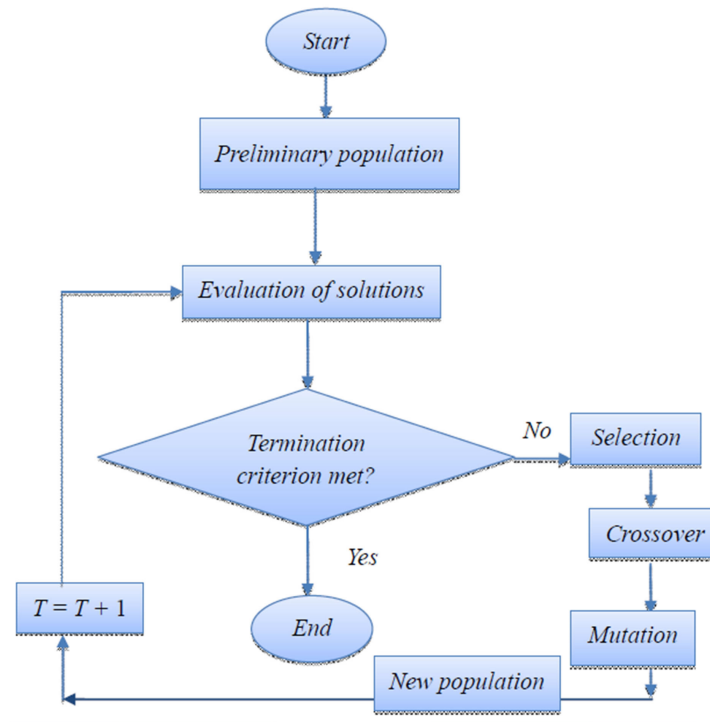 Start
Preliminary population
Evaluation of solutions
Termination
criterion met?
No
Selection
Crossover
Yes
Mutation
T = T + 1
End
New population